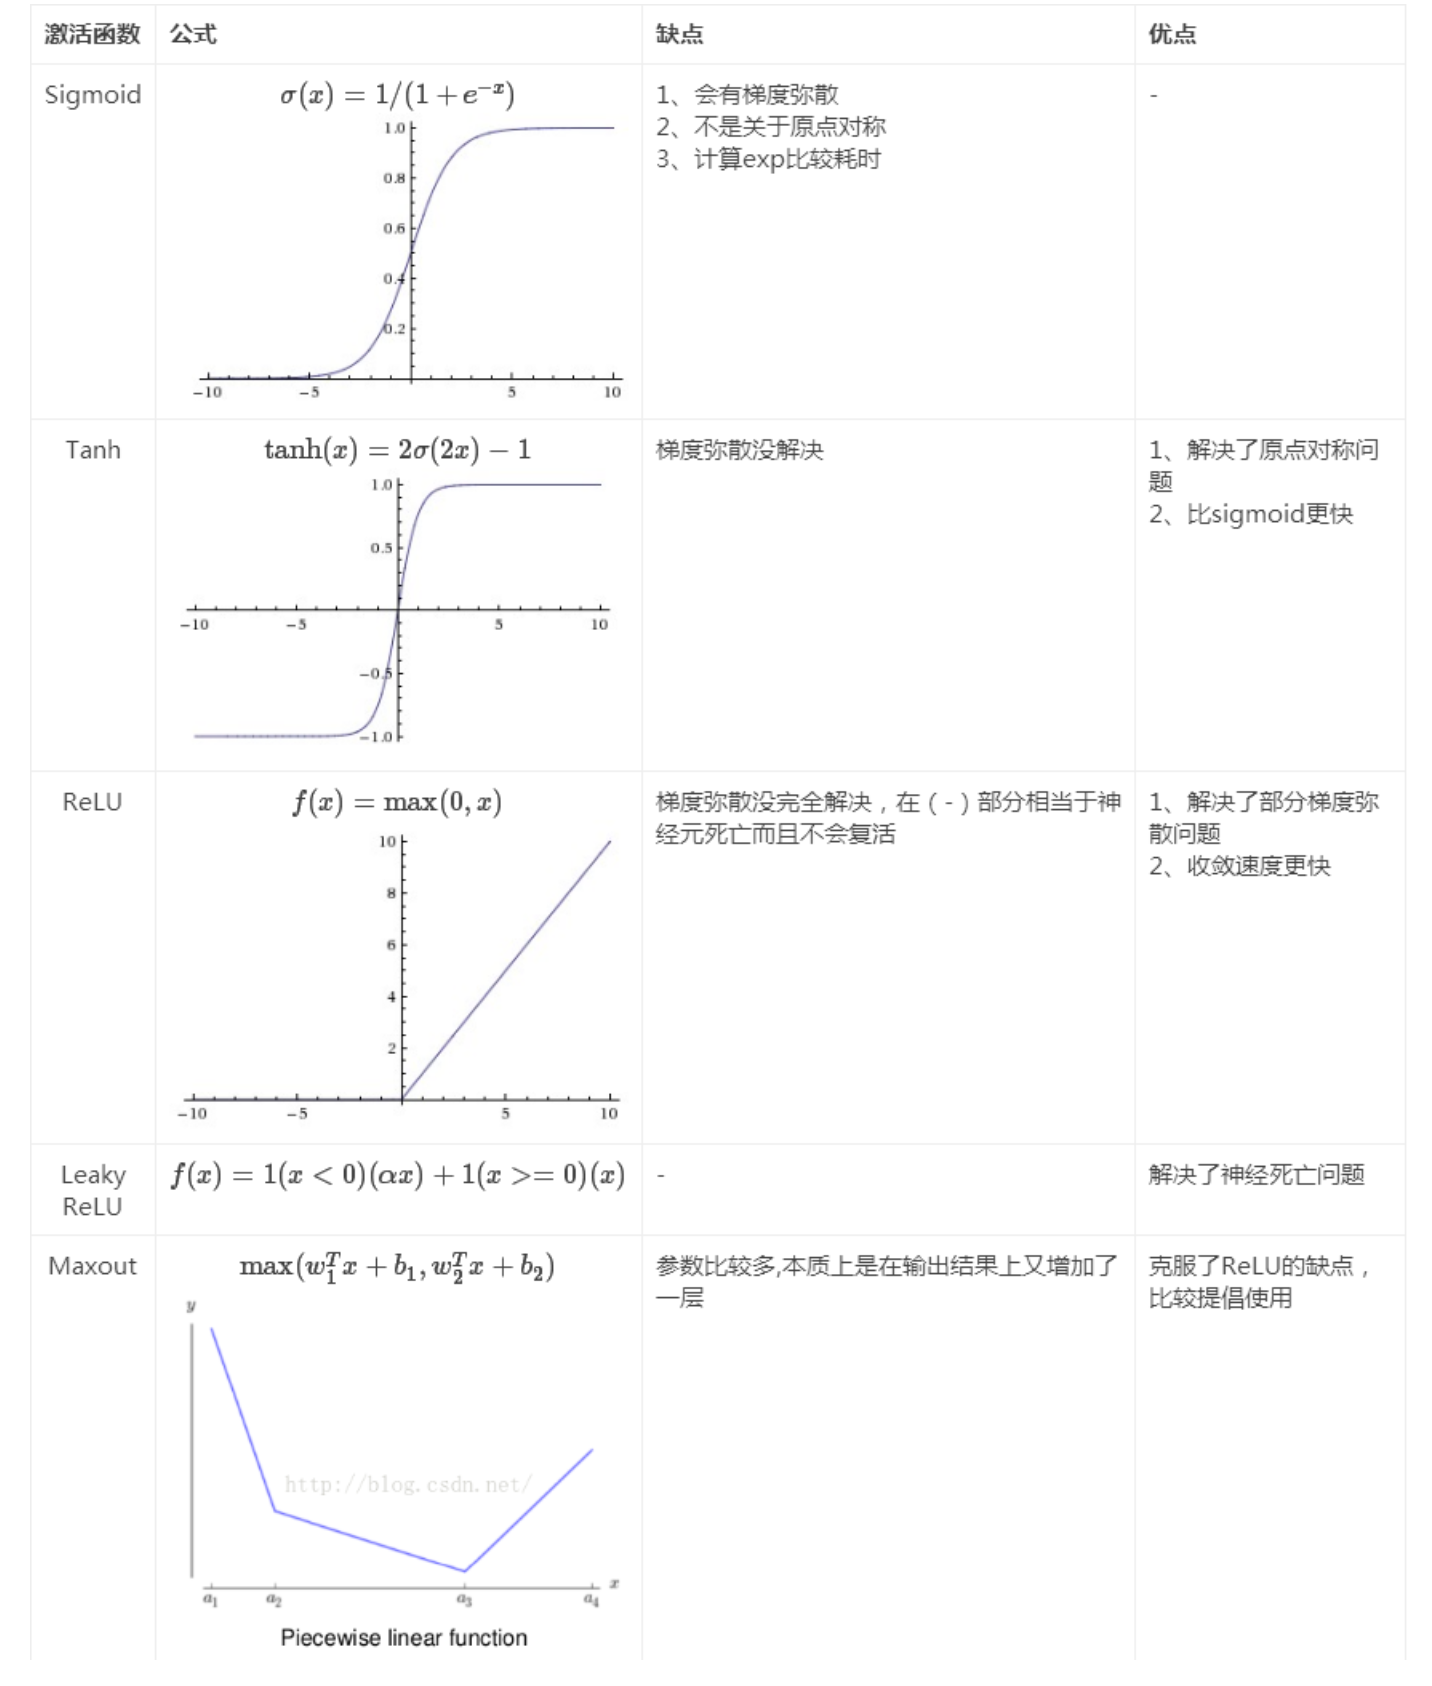 激活函数 公式 缺点 优点
Sigmoid σ(x) = 1/(1 + e^{-x}) 1、会有梯度弥散 -
2、不是关于原点对称
3、计算exp比较耗时
1.0
0.8
0.6
0.4
0.2
−10 −5 5 10
Tanh tanh(x) = 2σ(2x) − 1 梯度弥散没解决 1、解决了原点对称问
题
2、比sigmoid更快
1.0
0.5
−10 −5 5 10
−0.5
−1.0
ReLU f(x) = max(0, x) 梯度弥散没完全解决，在（-）部分相当于神 1、解决了部分梯度弥
经元死亡而且不会复活 散问题
2、收敛速度更快
10
8
6
4
2
−10 −5 5 10
Leaky f(x) = 1(x < 0)(αx) + 1(x >= 0)(x) - 解决了神经死亡问题
ReLU
Maxout max(w_1^T x + b_1, w_2^T x + b_2) 参数比较多,本质上是在输出结果上又增加了 克服了ReLU的缺点，
一层 比较提倡使用
y
http://blog.csdn.net/
x
a_1 a_2 a_3 a_4
Piecewise linear function